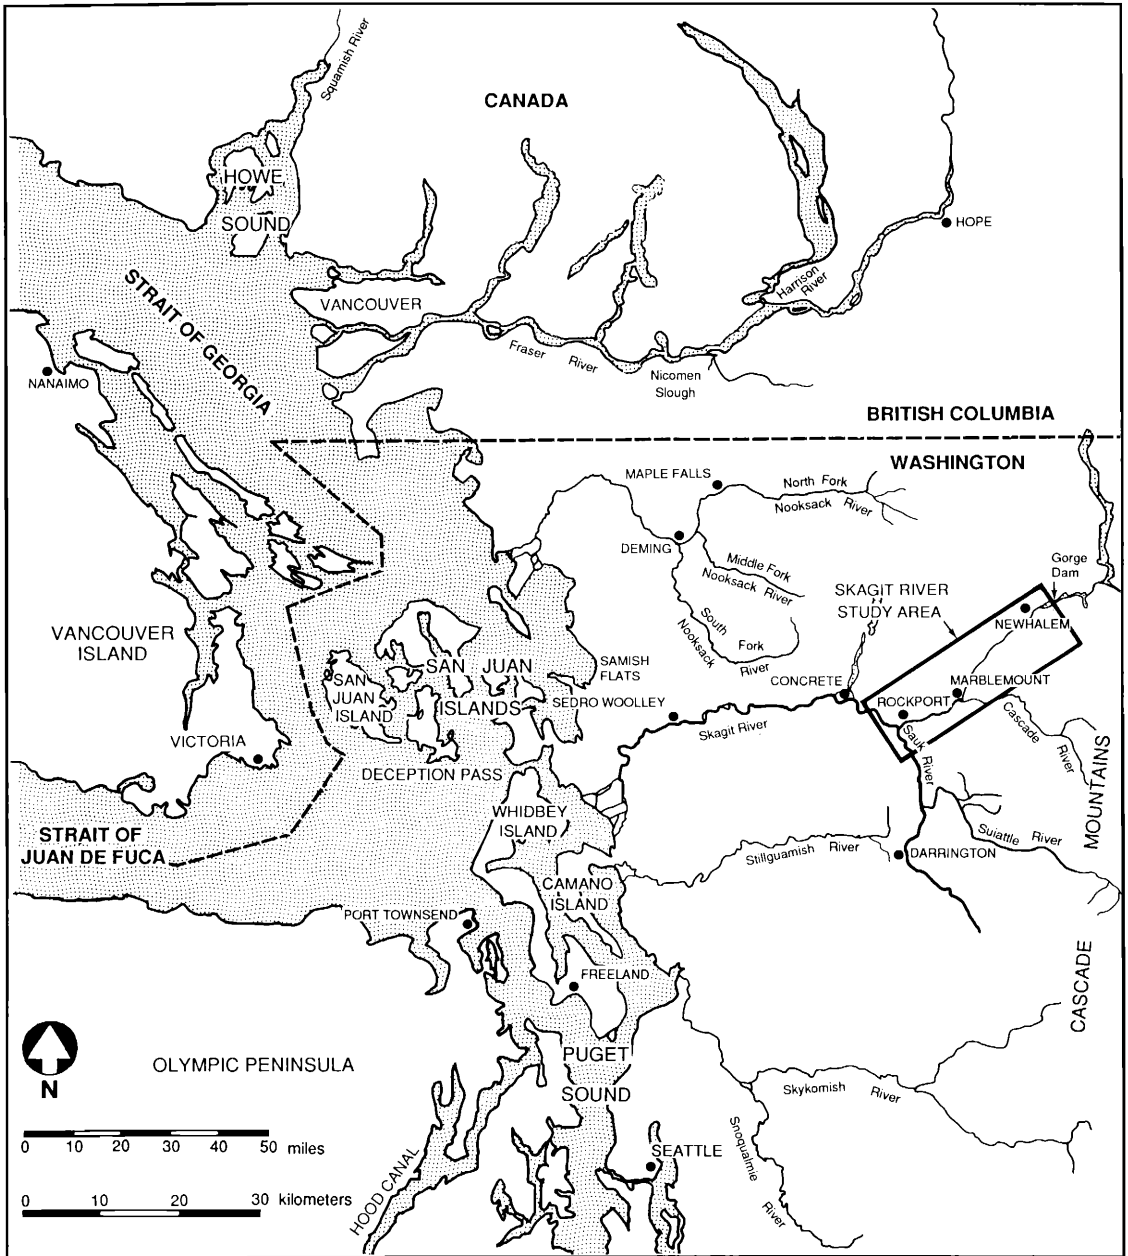 Squamish River
CANADA
HOWE
SOUND
HOPE
STRAIT OF GEORGIA
Harrison
River
VANCOUVER
Fraser River
Nicomen
Slough
NANAIMO
BRITISH COLUMBIA
WASHINGTON
MAPLE FALLS
North Fork
Nooksack River
DEMING
Middle Fork
Nooksack River
Gorge
Dam
SKAGIT RIVER
STUDY AREA
NEWHALEM
South Fork
Nooksack River
VANCOUVER
ISLAND
SAN JUAN
ISLANDS
SAN
JUAN
ISLAND
SAMISH
FLATS
CONCRETE
MARBLEMOUNT
SEDRO WOOLLEY
ROCKPORT
Skagit River
Sauk River
Cascade River
VICTORIA
DECEPTION PASS
WHIDBEY
ISLAND
STRAIT OF
JUAN DE FUCA
CASCADE MOUNTAINS
Suiattle River
Stillguamish River
DARRINGTON
CAMANO
ISLAND
PORT TOWNSEND
FREELAND
N
OLYMPIC PENINSULA
PUGET
SOUND
Skykomish River
Snoqualmie River
SEATTLE
HOOD CANAL
0 10 20 30 40 50 miles
0 10 20 30 kilometers